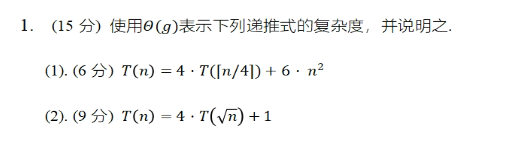 1. (15 分) 使用Θ(g)表示下列递推式的复杂度，并说明之.
(1). (6 分) T(n) = 4 · T(⌈n/4⌉) + 6 · n²
(2). (9 分) T(n) = 4 · T(√n) + 1